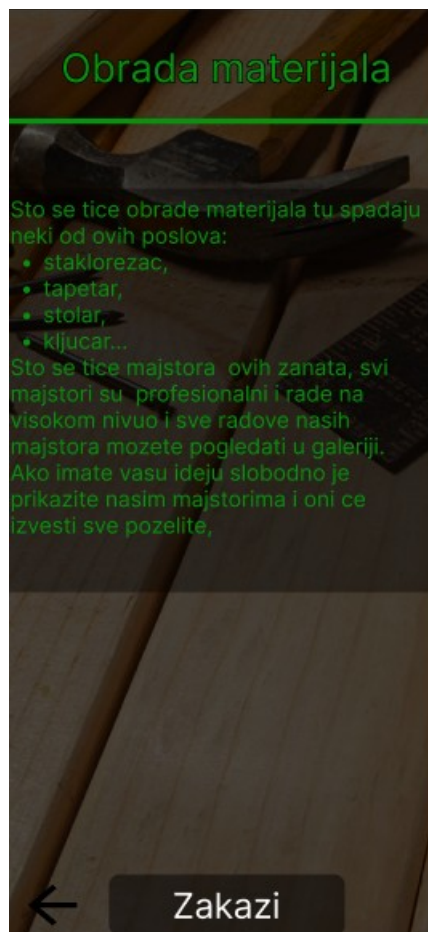 Obrada materijala
Sto se tice obrade materijala tu spadaju
neki od ovih poslova:
• staklorezac,
• tapetar,
• stolar,
• kljucar...
Sto se tice majstora  ovih zanata, svi
majstori su  profesionalni i rade na
visokom nivuo i sve radove nasih
majstora mozete pogledati u galeriji.
Ako imate vasu ideju slobodno je
prikazite nasim majstorima i oni ce
izvesti sve pozelite,
Zakazi